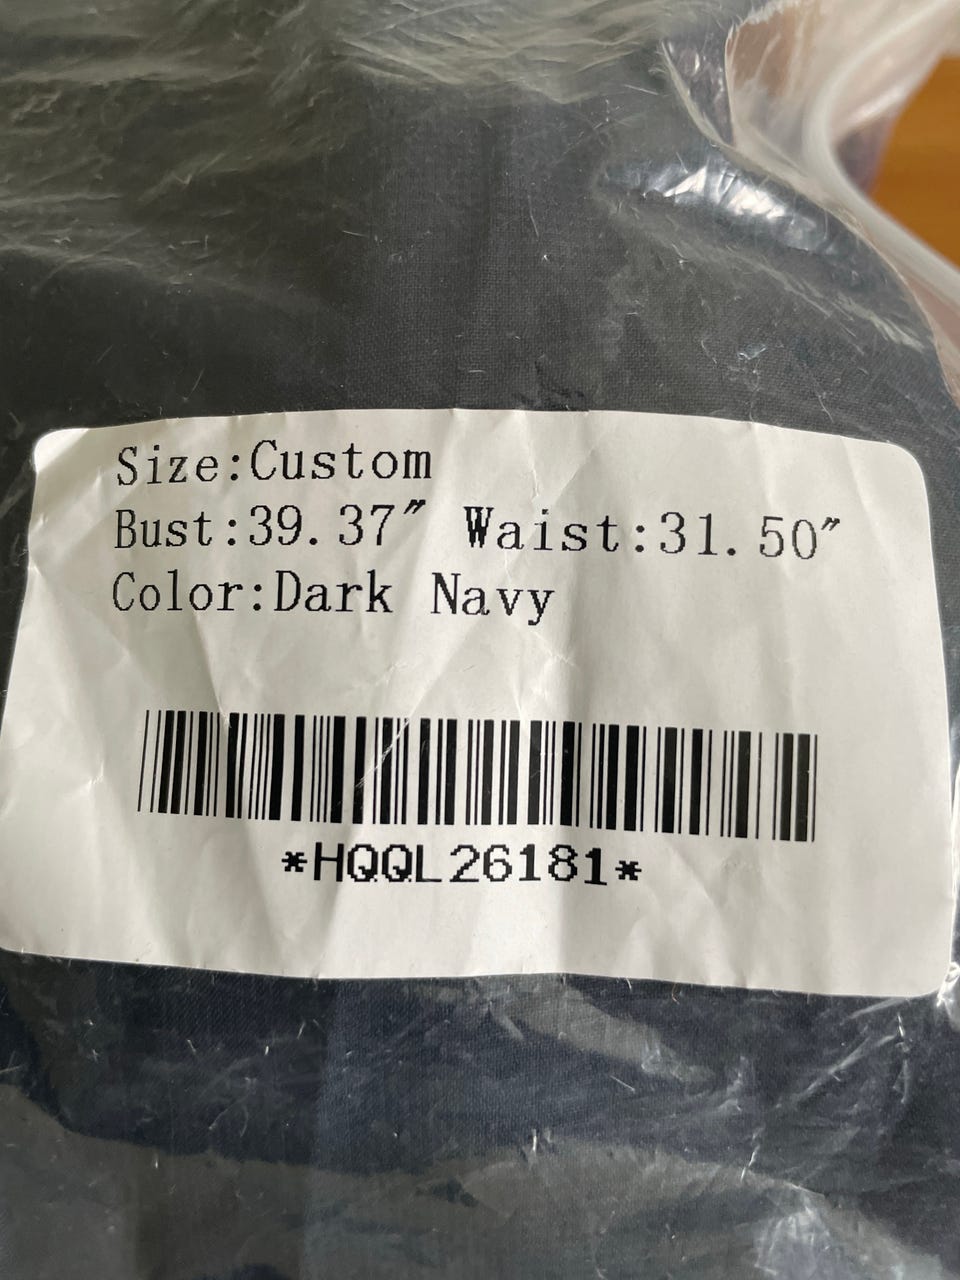 Size:Custom
Bust:39.37″ Waist:31.50″
Color:Dark Navy
*HQQL26181*